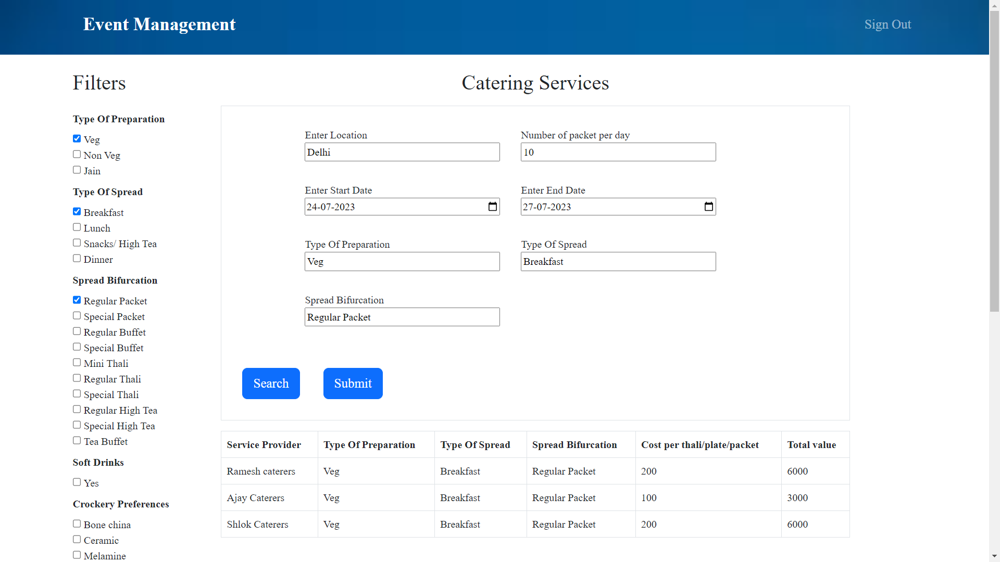 Event Management
Sign Out
Filters
Type Of Preparation
Veg
Non Veg
Jain
Type Of Spread
Breakfast
Lunch
Snacks/ High Tea
Dinner
Spread Bifurcation
Regular Packet
Special Packet
Regular Buffet
Special Buffet
Mini Thali
Regular Thali
Special Thali
Regular High Tea
Special High Tea
Tea Buffet
Soft Drinks
Yes
Crockery Preferences
Bone china
Ceramic
Melamine
Catering Services
Enter Location
Delhi
Number of packet per day
10
Enter Start Date
24-07-2023
Enter End Date
27-07-2023
Type Of Preparation
Veg
Type Of Spread
Breakfast
Spread Bifurcation
Regular Packet
Search Submit
Service Provider Type Of Preparation Type Of Spread Spread Bifurcation Cost per thali/plate/packet Total value
Ramesh caterers Veg Breakfast Regular Packet 200 6000
Ajay Caterers Veg Breakfast Regular Packet 100 3000
Shlok Caterers Veg Breakfast Regular Packet 200 6000